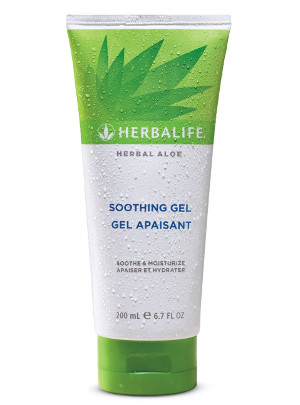 HERBALIFE
HERBAL ALOE
SOOTHING GEL
GEL APAISANT
SOOTHE & MOISTURIZE
APAISER ET HYDRATER
200 mL ℮ 6.7 FL OZ